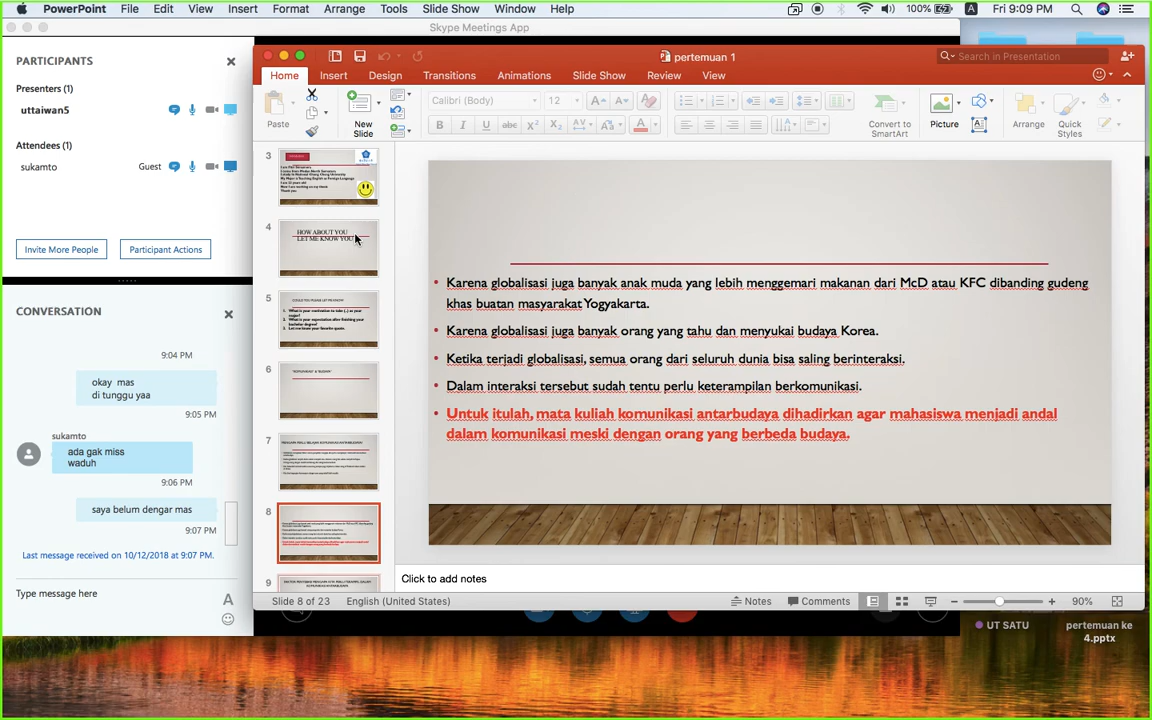 PowerPoint File Edit View Insert Format Arrange Tools Slide Show Window Help 100% A Fri 9:09 PM
Skype Meetings App
PARTICIPANTS
Presenters (1)
uttaiwan5
Attendees (1)
sukamto Guest
Invite More People Participant Actions
CONVERSATION
9:04 PM
okay mas
di tunggu yaa
9:05 PM
sukamto
ada gak miss
waduh
9:06 PM
saya belum dengar mas
9:07 PM
Last message received on 10/12/2018 at 9:07 PM.
Type message here
pertemuan 1
Search in Presentation
Home Insert Design Transitions Animations Slide Show Review View
Paste
New
Slide
Calibri (Body) 12
Convert to
SmartArt
Picture
Arrange
Quick
Styles
3
4
HOW ABOUT YOU
LET ME KNOW YOU
5
6
7
8
9
Karena globalisasi juga banyak anak muda yang lebih menggemari makanan dari McD atau KFC dibanding gudeng
khas buatan masyarakat Yogyakarta.
Karena globalisasi juga banyak orang yang tahu dan menyukai budaya Korea.
Ketika terjadi globalisasi, semua orang dari seluruh dunia bisa saling berinteraksi.
Dalam interaksi tersebut sudah tentu perlu keterampilan berkomunikasi.
Untuk itulah, mata kuliah komunikasi antarbudaya dihadirkan agar mahasiswa menjadi andal
dalam komunikasi meski dengan orang yang berbeda budaya.
Click to add notes
Slide 8 of 23 English (United States) Notes Comments 90%
UT SATU
pertemuan ke
4.pptx